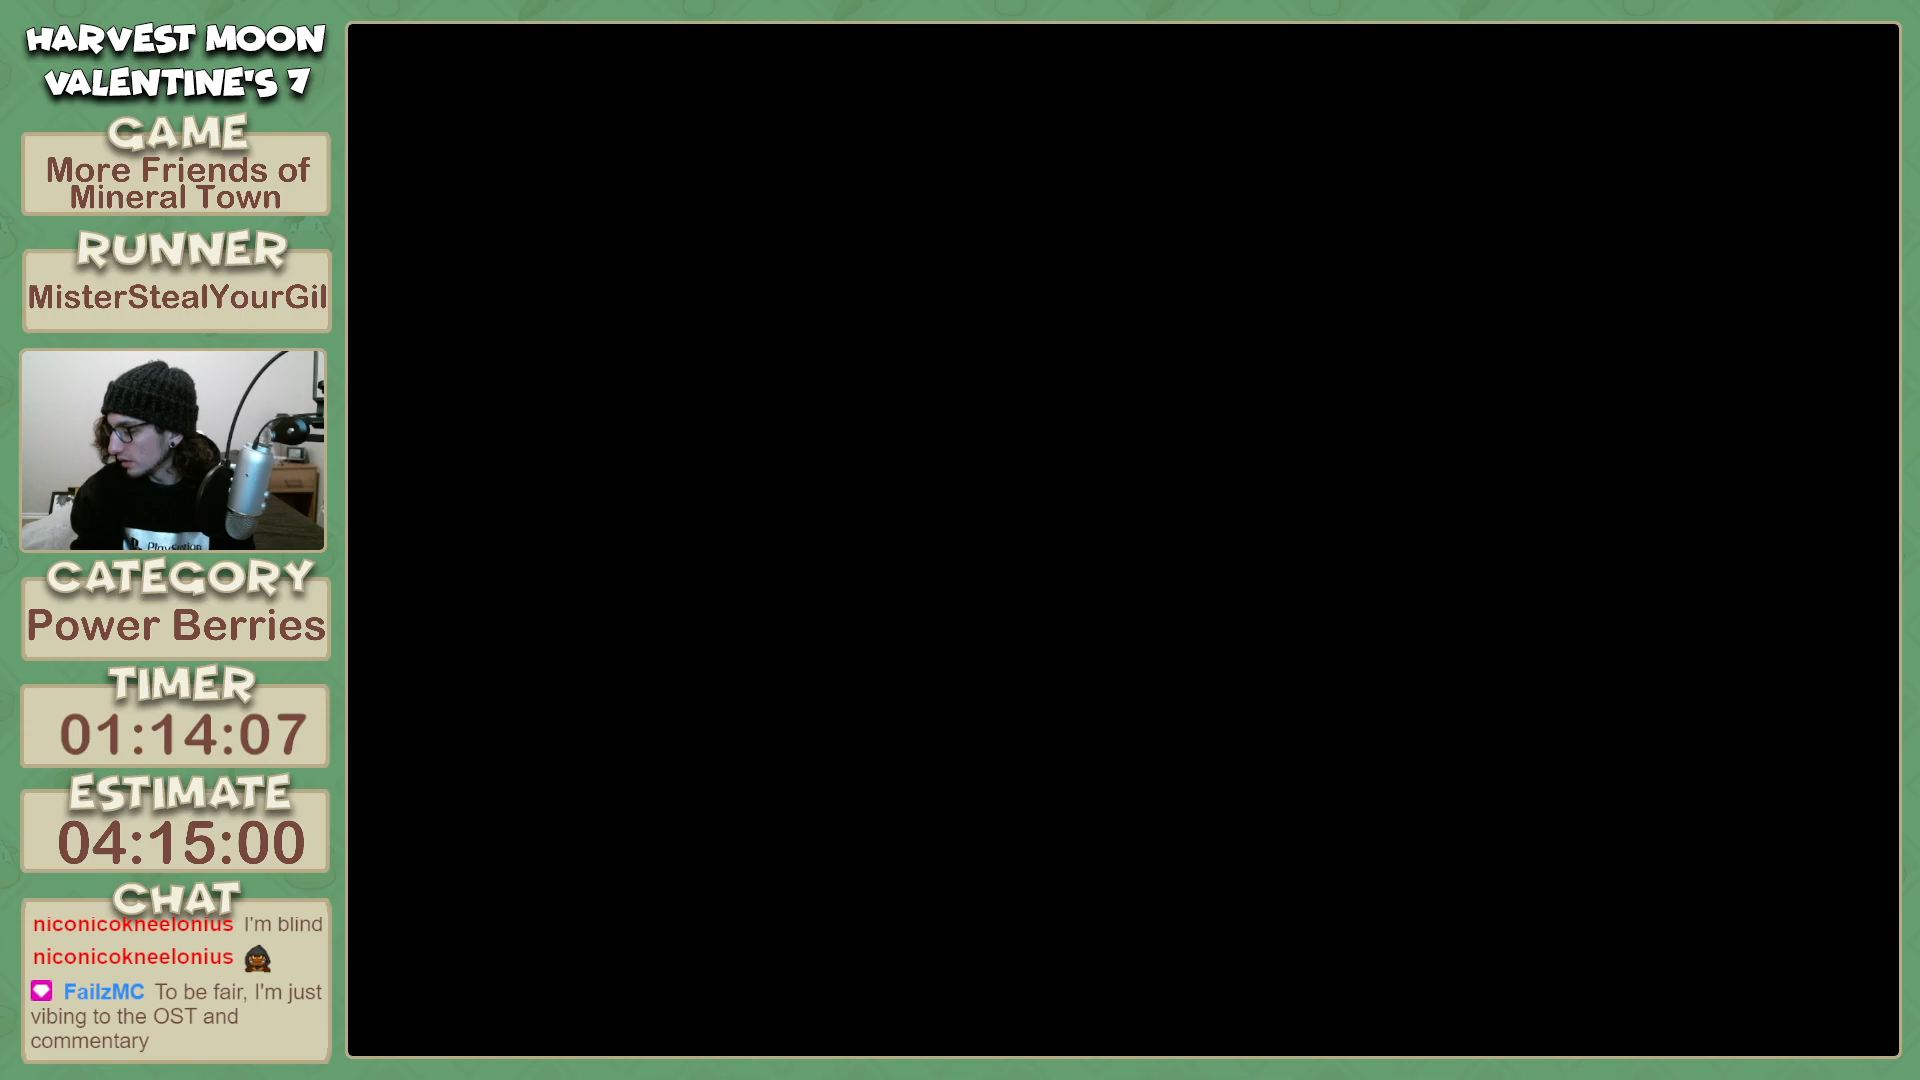 HARVEST MOON
VALENTINE'S 7
GAME
More Friends of
Mineral Town
RUNNER
MisterStealYourGil
PlayStation
CATEGORY
Power Berries
TIMER
01:14:07
ESTIMATE
04:15:00
CHAT
niconicokneelonius I'm blind
niconicokneelonius
FailzMC To be fair, I'm just
vibing to the OST and
commentary